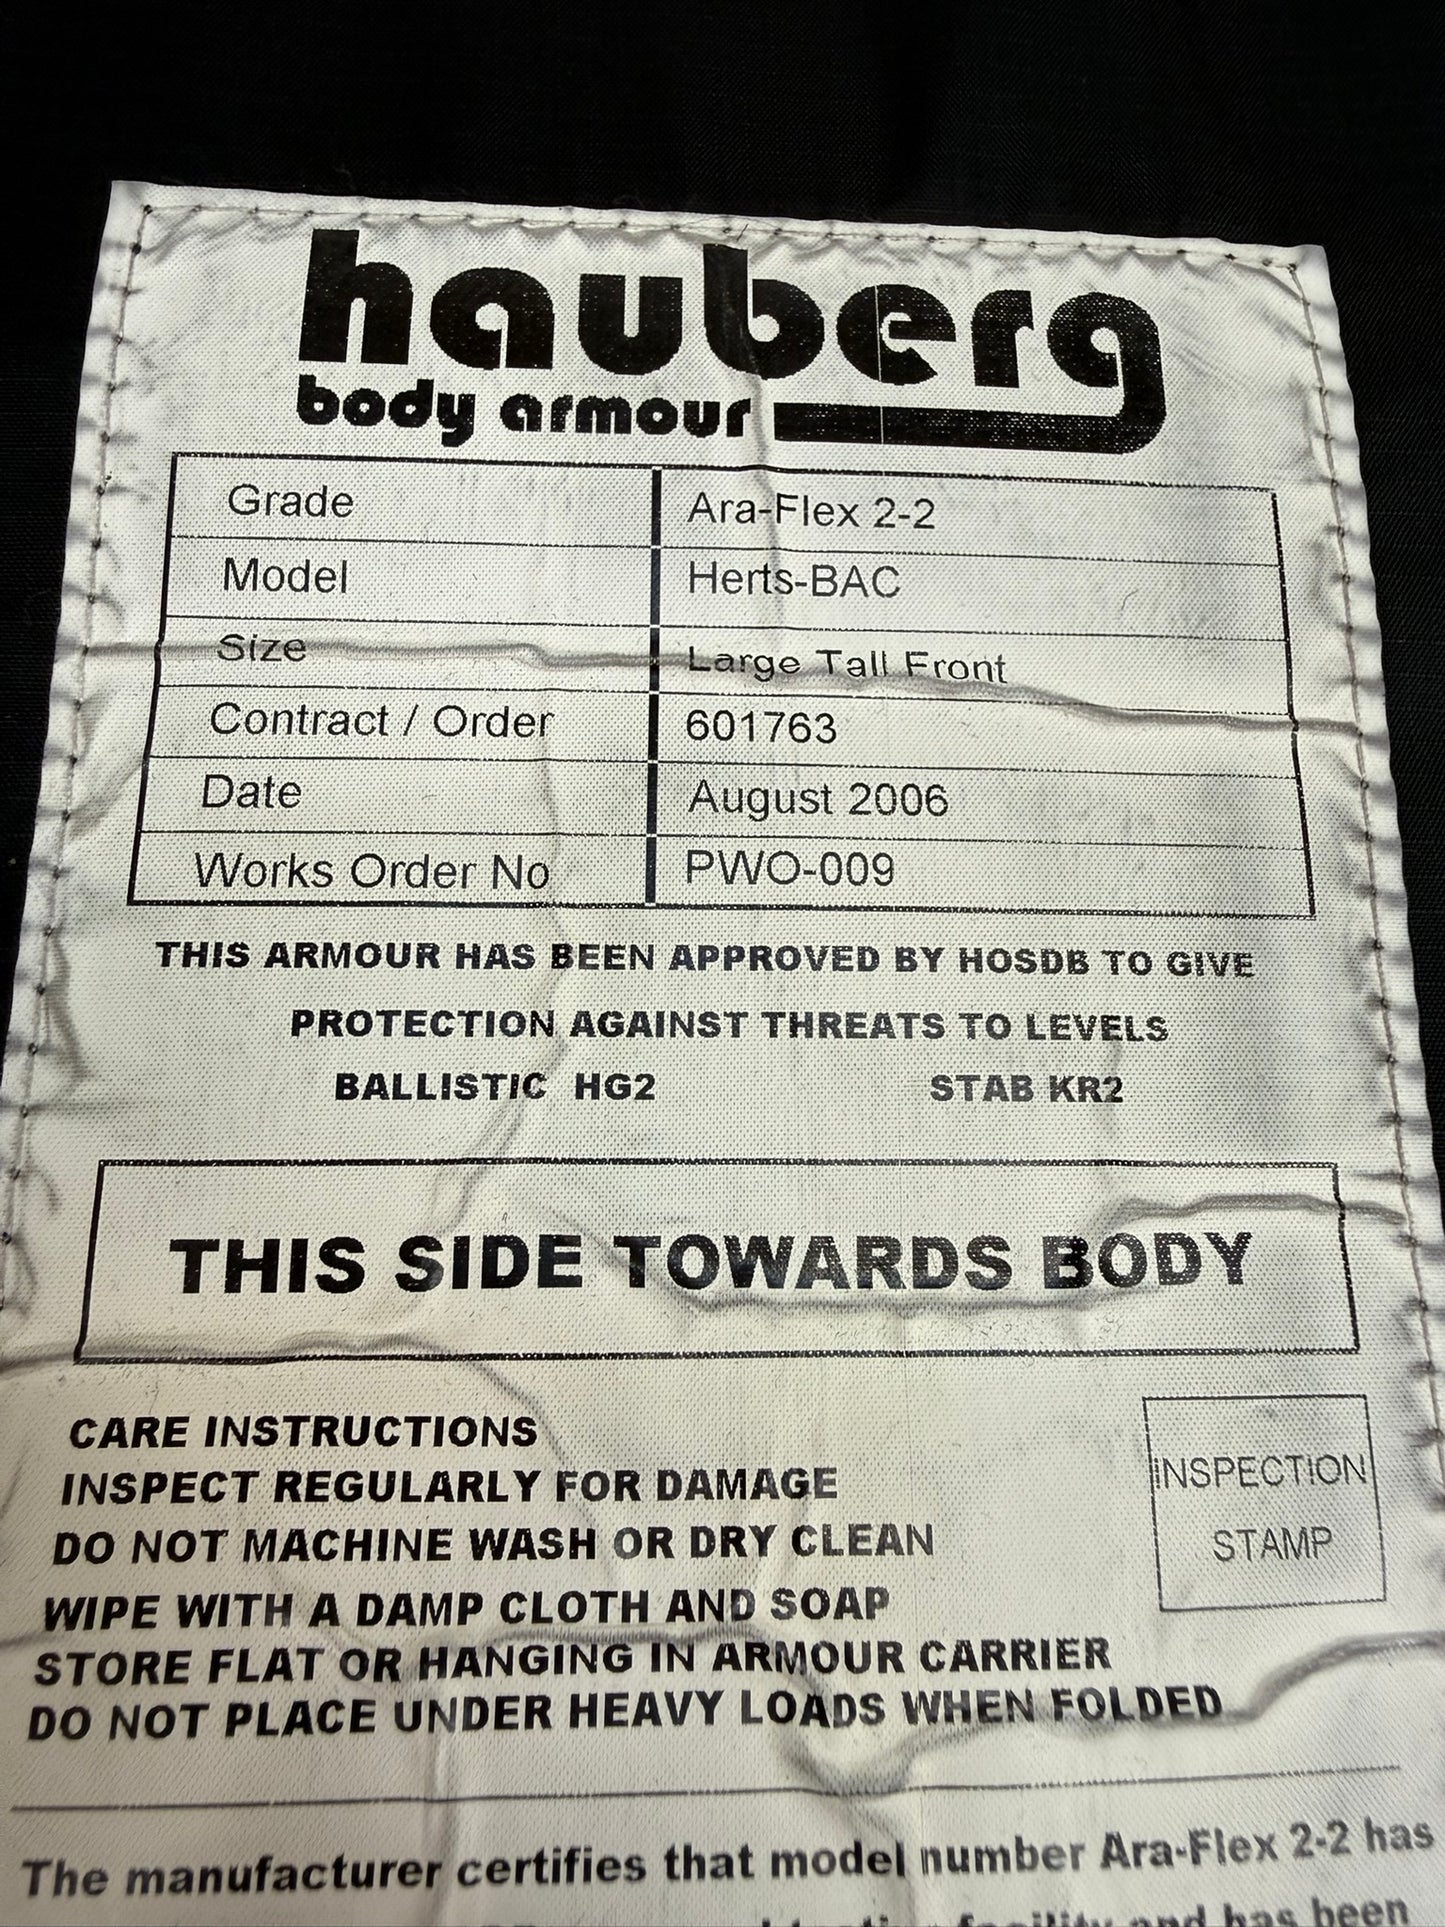 hauberg
body armour
Grade Ara-Flex 2-2
Model Herts-BAC
Size Large Tall Front
Contract / Order 601763
Date August 2006
Works Order No PWO-009
THIS ARMOUR HAS BEEN APPROVED BY HOSDB TO GIVE
PROTECTION AGAINST THREATS TO LEVELS
BALLISTIC HG2 STAB KR2
THIS SIDE TOWARDS BODY
CARE INSTRUCTIONS
INSPECT REGULARLY FOR DAMAGE
DO NOT MACHINE WASH OR DRY CLEAN
WIPE WITH A DAMP CLOTH AND SOAP
STORE FLAT OR HANGING IN ARMOUR CARRIER
DO NOT PLACE UNDER HEAVY LOADS WHEN FOLDED
INSPECTION
STAMP
The manufacturer certifies that model number Ara-Flex 2-2 has
facility and has been